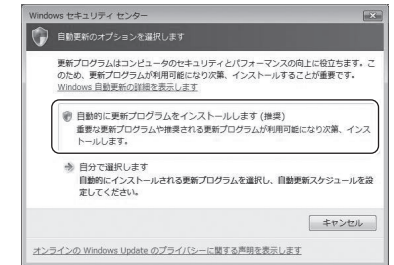 Windows セキュリティ センター
自動更新のオプションを選択します
更新プログラムはコンピュータのセキュリティとパフォーマンスの向上に役立ちます。こ
のため、更新プログラムが利用可能になり次第、インストールすることが重要です。
Windows 自動更新の詳細を表示します
自動的に更新プログラムをインストールします (推奨)
重要な更新プログラムや推奨される更新プログラムが利用可能になり次第、インス
トールします。
自分で選択します
自動的にインストールされる更新プログラムを選択し、自動更新スケジュールを設
定してください。
キャンセル
オンラインの Windows Update のプライバシーに関する声明を表示します